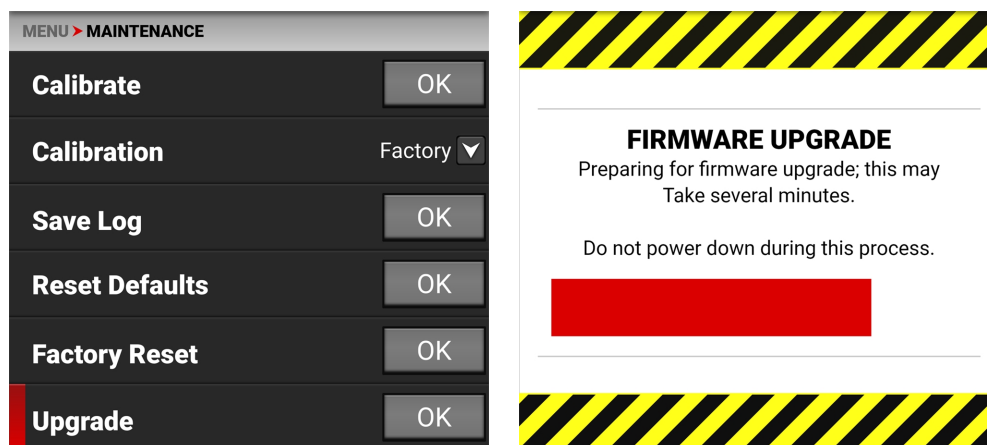 MENU > MAINTENANCE
Calibrate OK
Calibration Factory
Save Log OK
Reset Defaults OK
Factory Reset OK
Upgrade OK
FIRMWARE UPGRADE
Preparing for firmware upgrade; this may
Take several minutes.
Do not power down during this process.